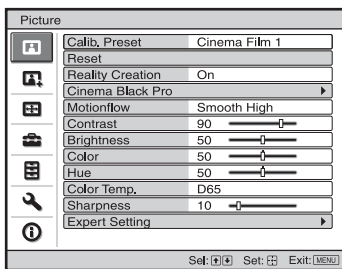 Picture
Calib. Preset Cinema Film 1
Reset
Reality Creation On
Cinema Black Pro
Motionflow Smooth High
Contrast 90
Brightness 50
Color 50
Hue 50
Color Temp. D65
Sharpness 10
Expert Setting
Sel: Set: Exit: MENU